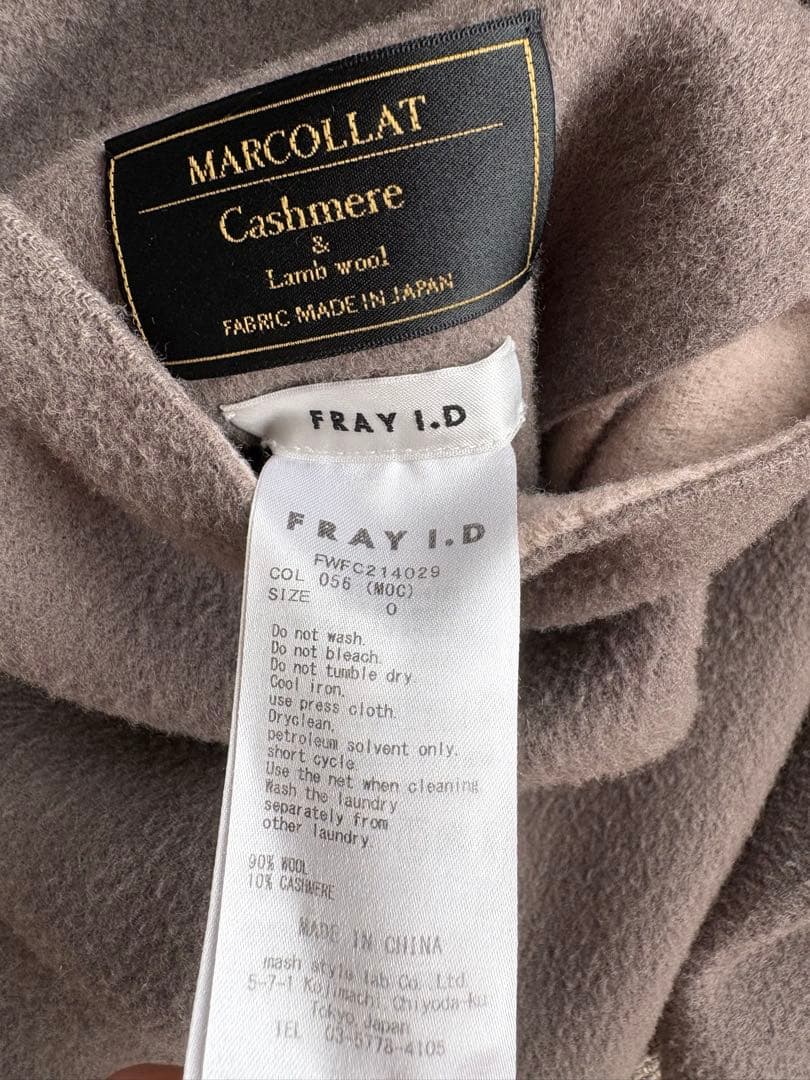 MARCOLLAT
Cashmere
&
Lamb wool
FABRIC MADE IN JAPAN
FRAY I.D
FRAY I.D
FWFC214029
COL 056 (MOC)
SIZE 0
Do not wash.
Do not bleach.
Do not tumble dry.
Cool iron.
use press cloth.
Dryclean,
petroleum solvent only.
short cycle.
Use the net when cleaning
Wash the laundry
separately from
other laundry.
90% WOOL
10% CASHMERE
MADE IN CHINA
mash style lab Co. Ltd.
5-7-1 Kojimachi Chiyoda-ku
Tokyo Japan
TEL 03-5778-4105